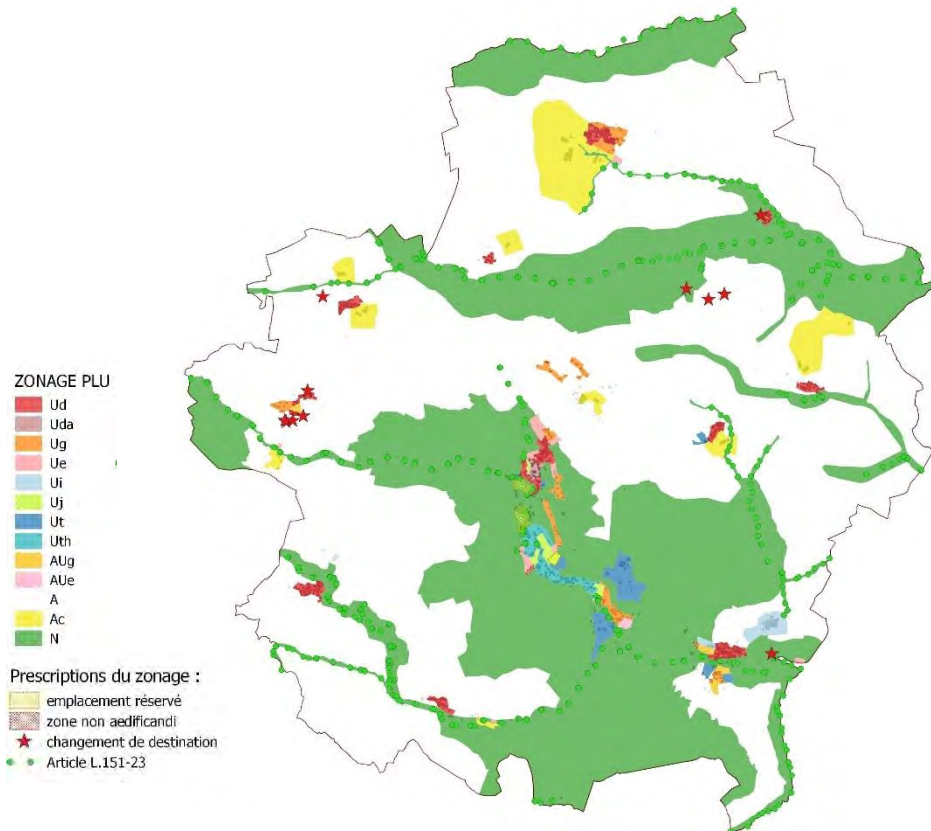 ZONAGE PLU
Ud
Uda
Ug
Ue
Ui
Uj
Ut
Uth
AUg
AUe
A
Ac
N
Prescriptions du zonage :
emplacement réservé
zone non aedificandi
changement de destination
Article L.151-23